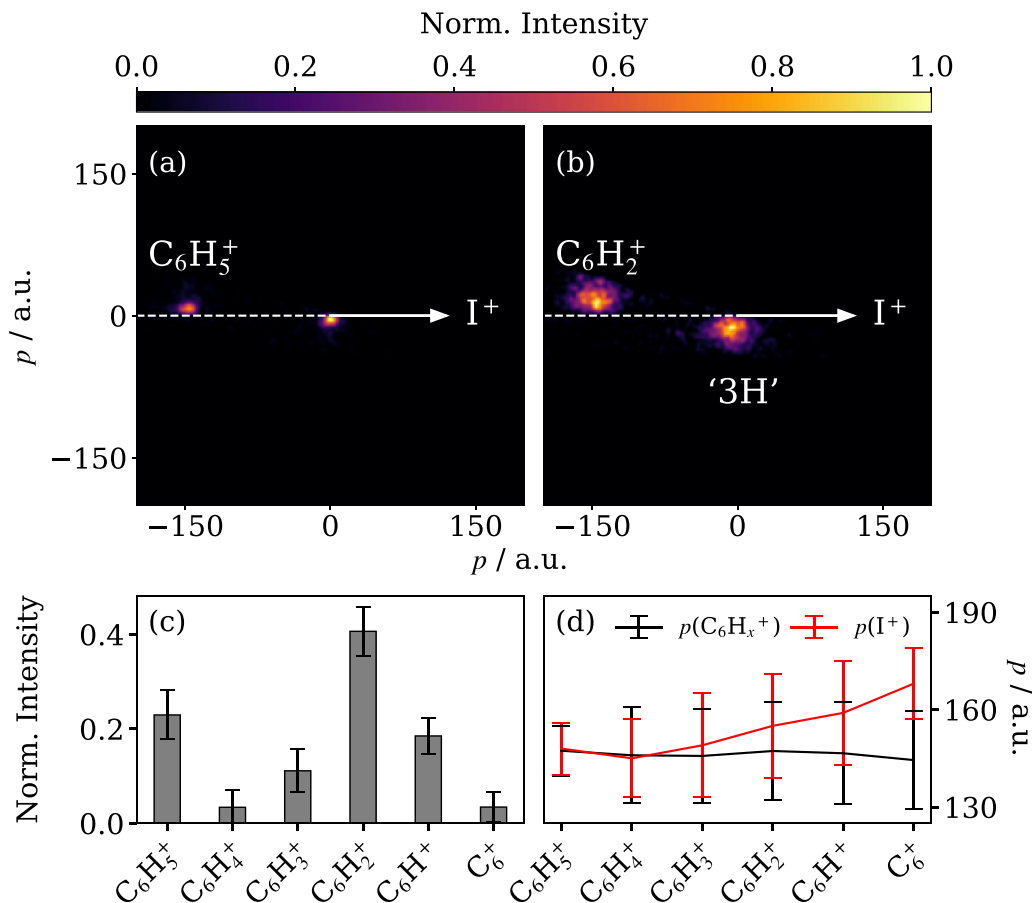 Norm. Intensity
0.0 0.2 0.4 0.6 0.8 1.0
(a) (b)
150
0
−150
p / a.u.
C₆H₅⁺
I⁺
C₆H₂⁺
I⁺
‘3H’
−150 0 150 −150 0 150
p / a.u.
(c)
Norm. Intensity
0.4
0.2
0.0
C₆H₅⁺ C₆H₄⁺ C₆H₃⁺ C₆H₂⁺ C₆H⁺ C₆⁺
(d) p(C₆Hₓ⁺) p(I⁺)
190
160
130
p / a.u.
C₆H₅⁺ C₆H₄⁺ C₆H₃⁺ C₆H₂⁺ C₆H⁺ C₆⁺